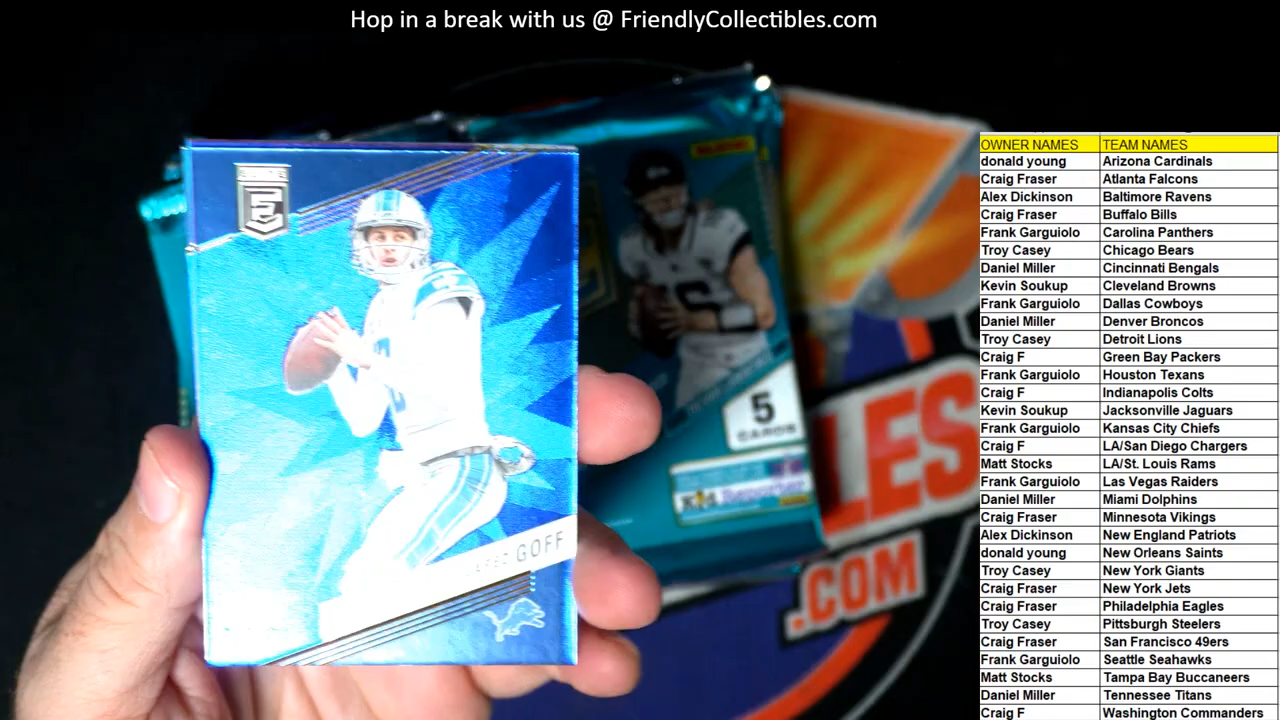 Hop in a break with us @ FriendlyCollectibles.com
GOFF
5
CARDS
LES
.COM
OWNER NAMES TEAM NAMES
donald young Arizona Cardinals
Craig Fraser Atlanta Falcons
Alex Dickinson Baltimore Ravens
Craig Fraser Buffalo Bills
Frank Garguiolo Carolina Panthers
Troy Casey Chicago Bears
Daniel Miller Cincinnati Bengals
Kevin Soukup Cleveland Browns
Frank Garguiolo Dallas Cowboys
Daniel Miller Denver Broncos
Troy Casey Detroit Lions
Craig F Green Bay Packers
Frank Garguiolo Houston Texans
Craig F Indianapolis Colts
Kevin Soukup Jacksonville Jaguars
Frank Garguiolo Kansas City Chiefs
Craig F LA/San Diego Chargers
Matt Stocks LA/St. Louis Rams
Frank Garguiolo Las Vegas Raiders
Daniel Miller Miami Dolphins
Craig Fraser Minnesota Vikings
Alex Dickinson New England Patriots
donald young New Orleans Saints
Troy Casey New York Giants
Craig Fraser New York Jets
Craig Fraser Philadelphia Eagles
Troy Casey Pittsburgh Steelers
Craig Fraser San Francisco 49ers
Frank Garguiolo Seattle Seahawks
Matt Stocks Tampa Bay Buccaneers
Daniel Miller Tennessee Titans
Craig F Washington Commanders